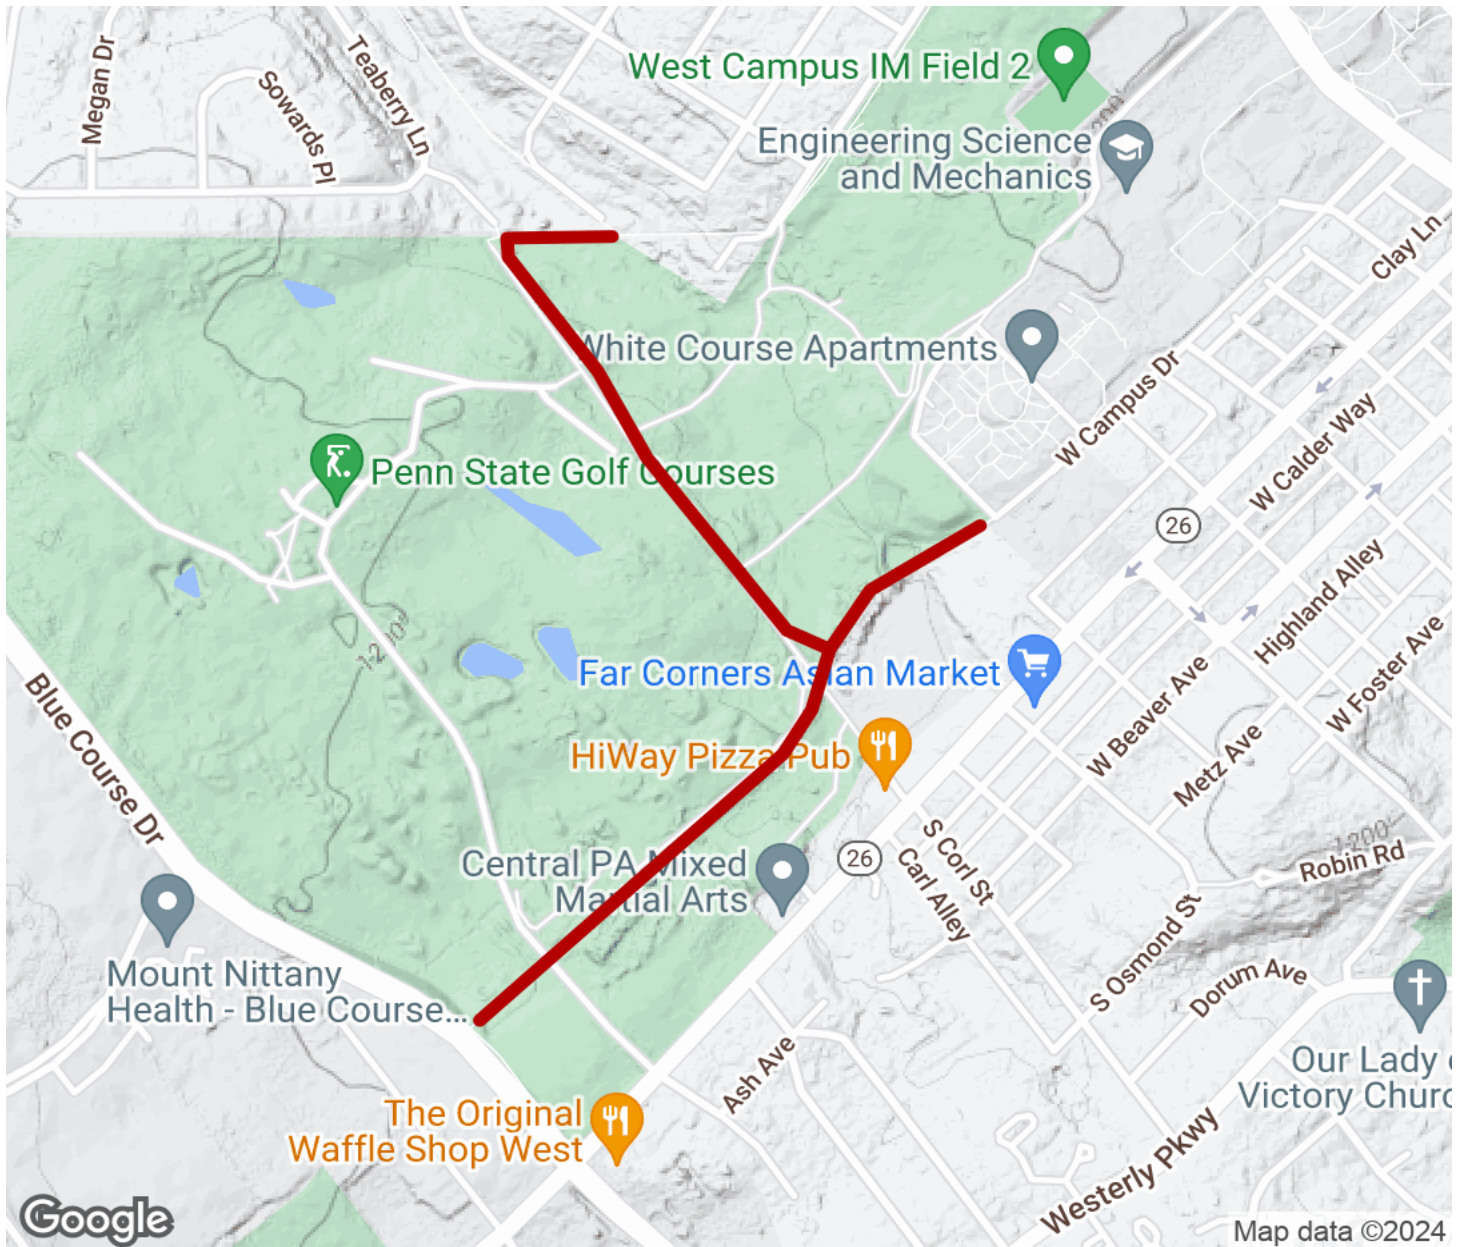 Megan Dr
Teaberry Ln
Sowards Pl
West Campus IM Field 2
Engineering Science
and Mechanics
Clay Ln
White Course Apartments
W Campus Dr
W Calder Way
Penn State Golf Courses
26
Highland Alley
1200'
Far Corners Asian Market
W Foster Ave
W Beaver Ave
Blue Course Dr
HiWay Pizza Pub
Metz Ave
1200'
Robin Rd
26
S Corl St
Carl Alley
Central PA Mixed
Martial Arts
S Osmond St
Dorum Ave
Mount Nittany
Health - Blue Course...
Ash Ave
Our Lady
Victory
Westerly Pkwy
The Original
Waffle Shop West
Google
Map data ©2024